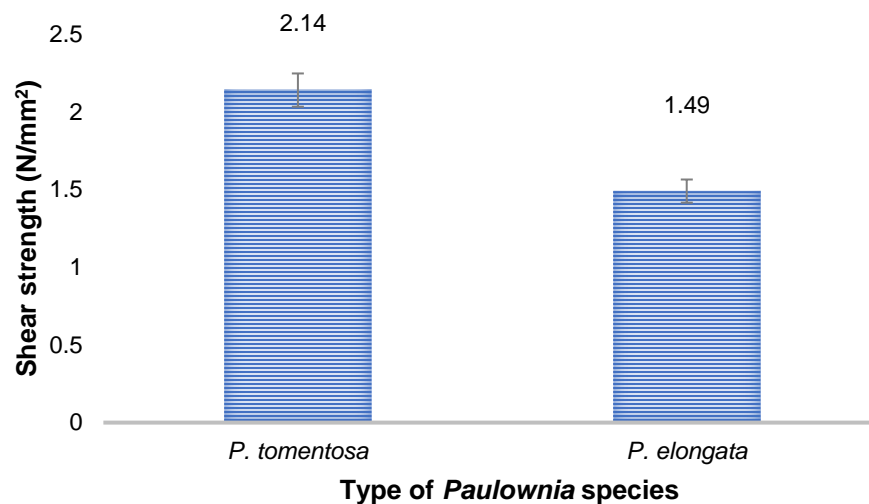 Shear strength (N/mm²)
2.5
2
1.5
1
0.5
0
2.14
1.49
P. tomentosa
P. elongata
Type of Paulownia species